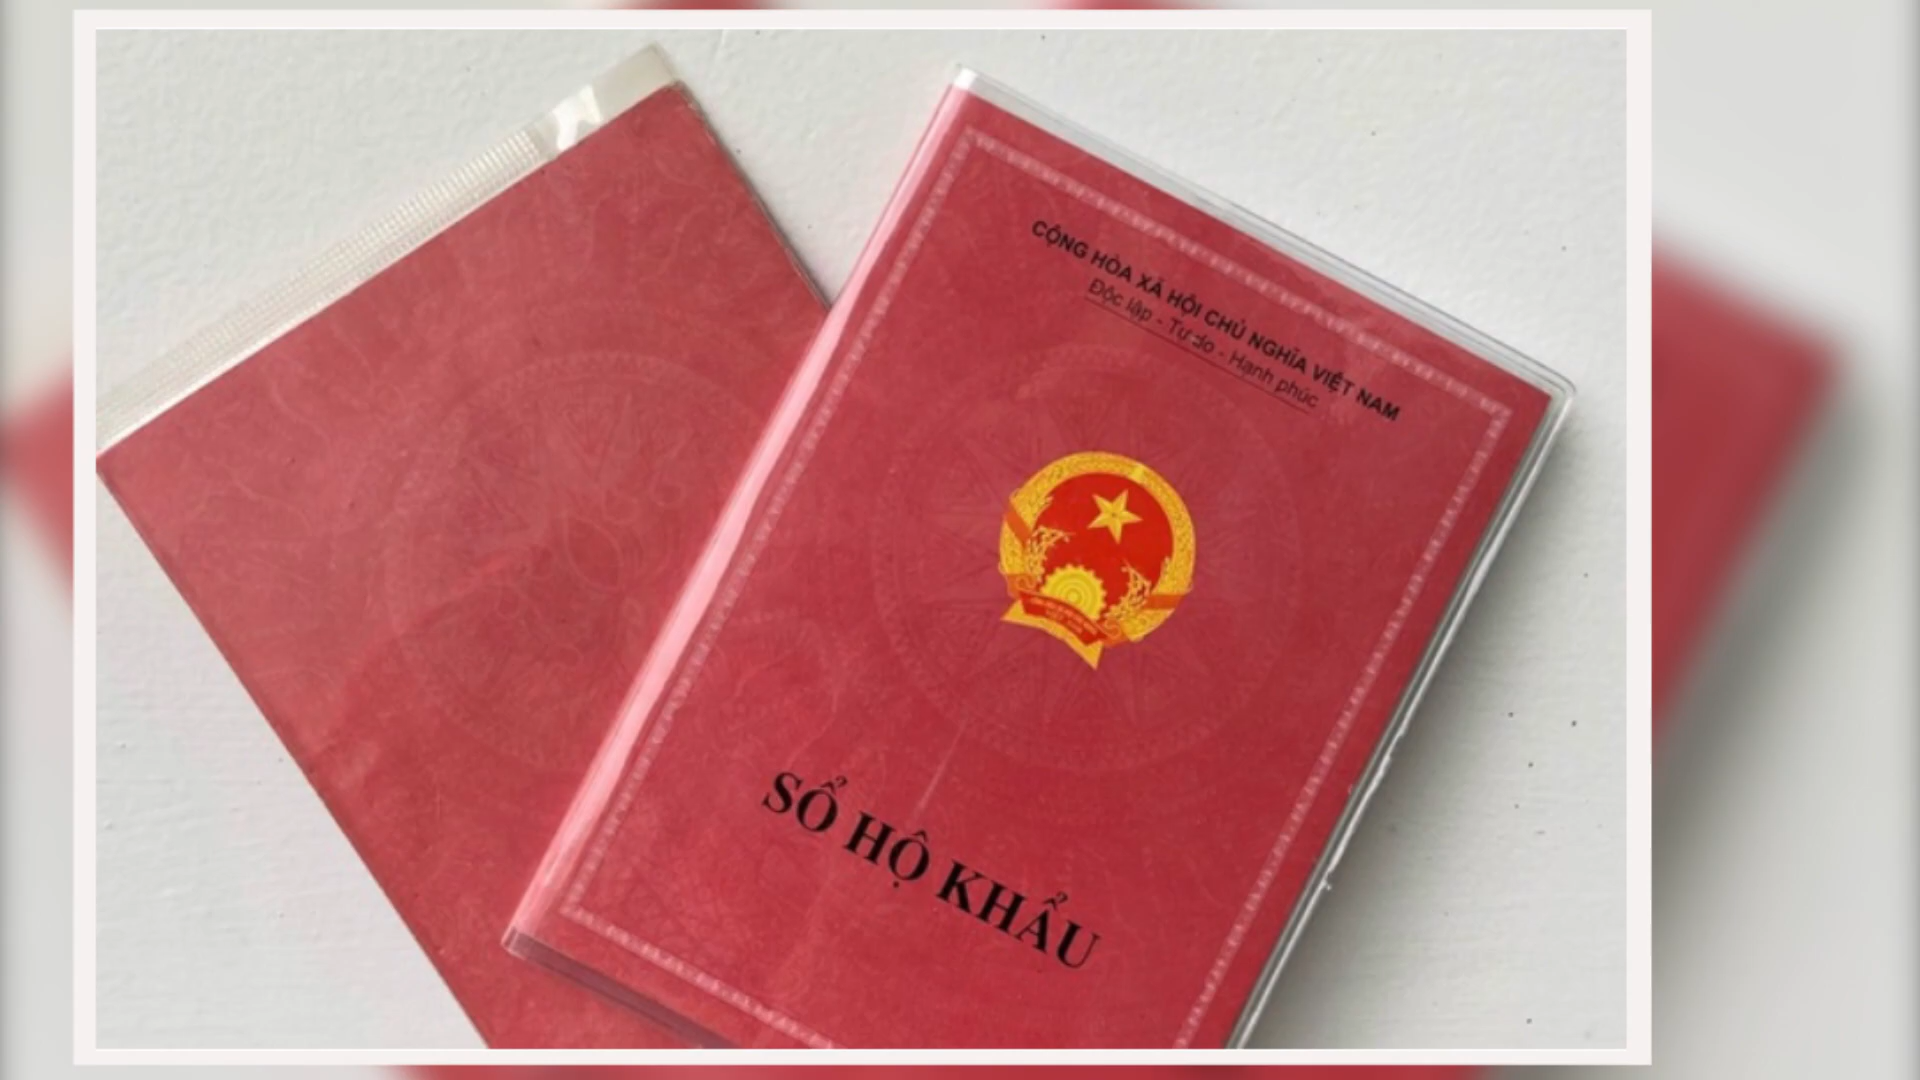 CỘNG HÒA XÃ HỘI CHỦ NGHĨA VIỆT NAM
Độc lập - Tự do - Hạnh phúc
SỔ HỘ KHẨU